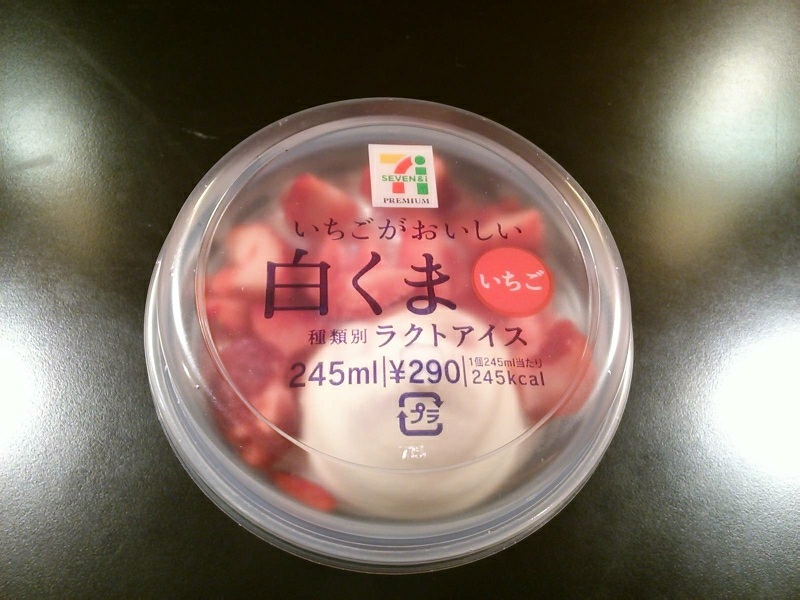 7i
SEVEN&i
PREMIUM
いちごがおいしい
白くま
いちご
種類別 ラクトアイス
245ml ¥290 1個245ml当たり 245kcal
プラ